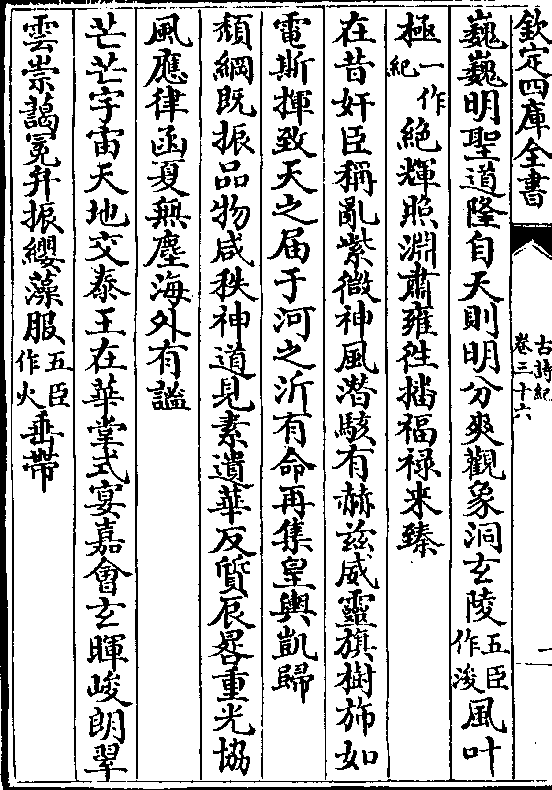 欽定四庫全書
古詩紀
卷三十六
一
巍巍明聖道隆自天則明分爽觀象洞玄陵五臣作浚風叶
極一作紀絶輝照淵肅雍徃播福禄来臻
在昔奸臣稱亂紫微神風潜駭有赫兹威靈旗樹斾如
電斯揮致天之届于河之沂有命再集皇輿凱歸
頽綱既振品物咸秩神道見素遺華反質辰晷重光協
風應律函夏無塵海外有謐
芒芒宇宙天地交泰王在華堂式宴嘉會玄暉峻朗翠
雲崇藹冕弁振纓藻服五臣作火垂帶